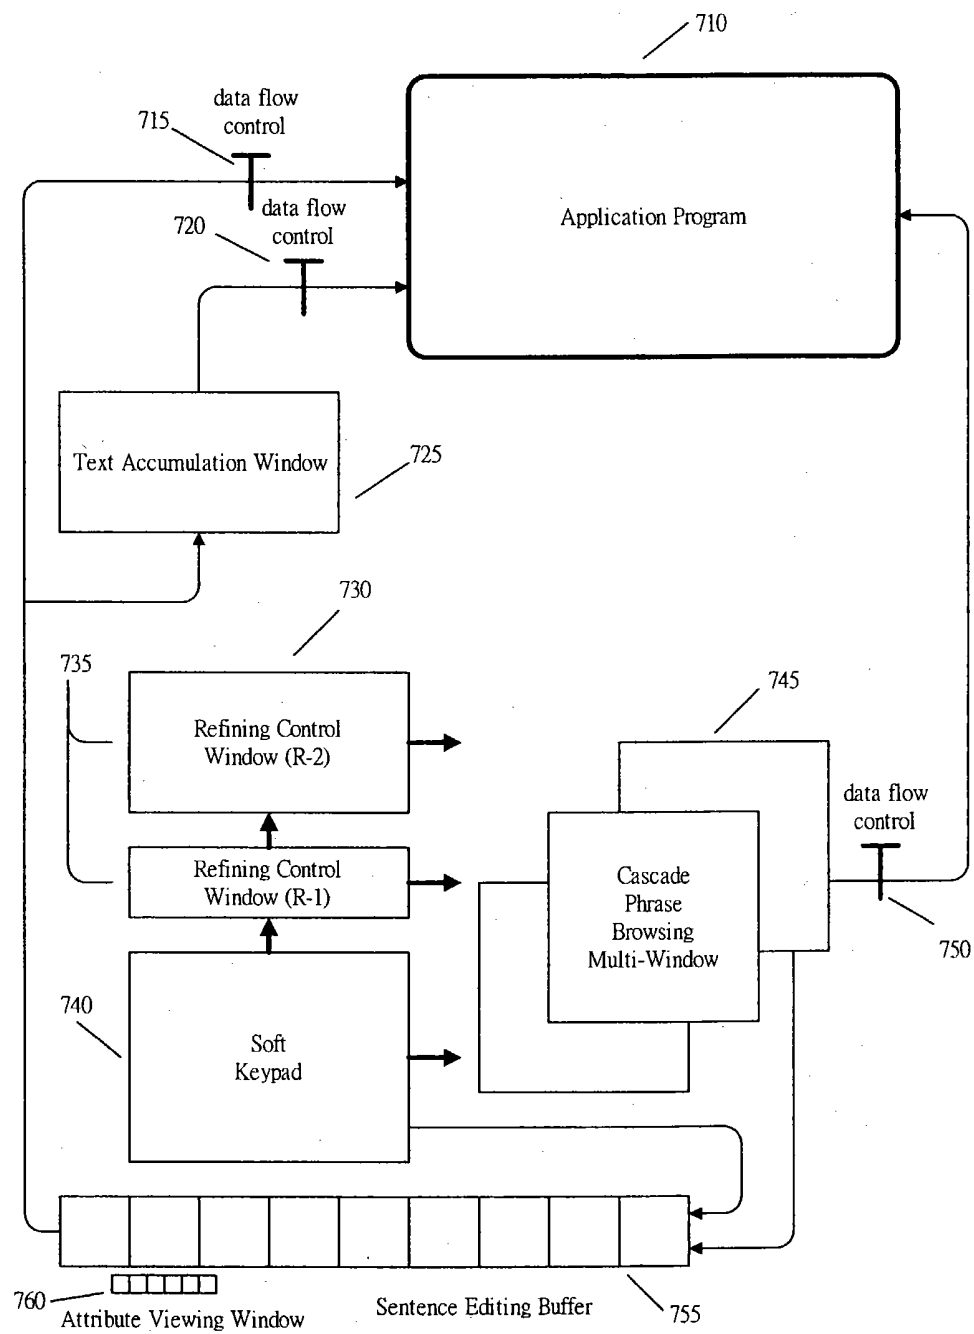 710
data flow
control
715
data flow
control
720
Application Program
Text Accumulation Window
725
730
735
Refining Control
Window (R-2)
745
data flow
control
Refining Control
Window (R-1)
Cascade
Phrase
Browsing
Multi-Window
750
740
Soft
Keypad
760
Attribute Viewing Window
Sentence Editing Buffer
755